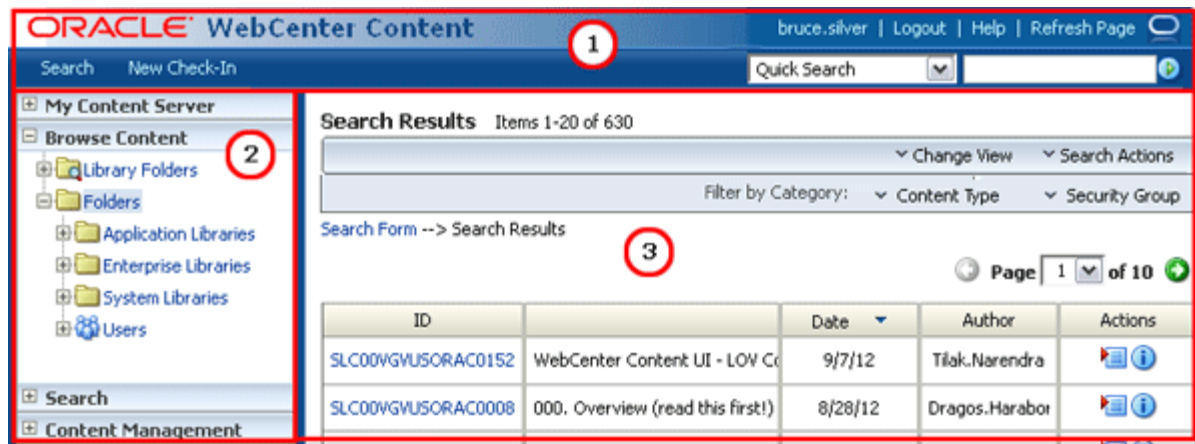 ORACLE WebCenter Content
bruce.silver | Logout | Help | Refresh Page
1
Search New Check-In
Quick Search
My Content Server
Browse Content
2
Library Folders
Folders
Application Libraries
Enterprise Libraries
System Libraries
Users
Search
Content Management
Search Results Items 1-20 of 630
Change View Search Actions
Filter by Category: Content Type Security Group
Search Form --> Search Results
3
Page 1 of 10
ID Date Author Actions
SLC00VGVUSORAC0152 WebCenter Content UI - LOV Co 9/7/12 Tilak.Narendra
SLC00VGVUSORAC0008 000. Overview (read this first!) 8/28/12 Dragos.Harabor